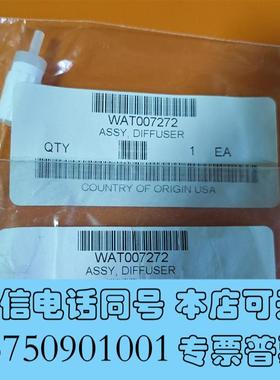 WAT007272
ASSY, DIFFUSER
QTY 1 EA
COUNTRY OF ORIGIN USA
WAT007272
ASSY, DIFFUSER
信电话同号 本店可
3750901001 专票普